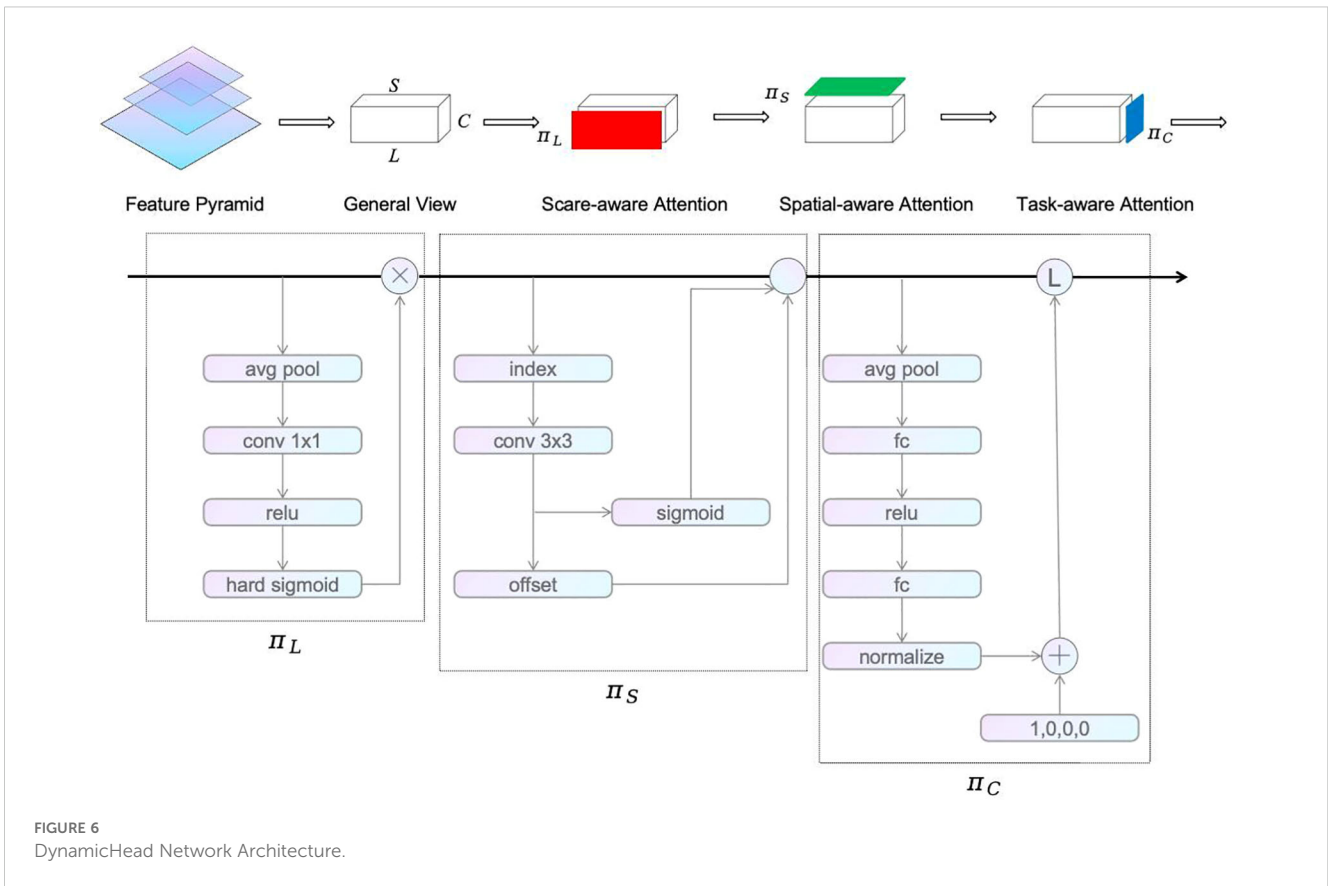 S
C
L
π_L
π_S
π_C
Feature Pyramid
General View
Scare-aware Attention
Spatial-aware Attention
Task-aware Attention
×
L
avg pool
index
avg pool
conv 1x1
conv 3x3
fc
relu
sigmoid
relu
hard sigmoid
offset
fc
π_L
normalize
+
π_S
1,0,0,0
π_C
FIGURE 6
DynamicHead Network Architecture.